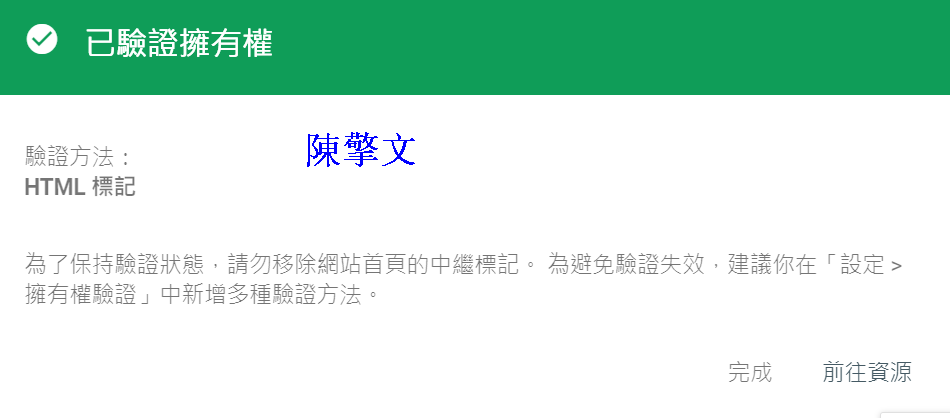 已驗證擁有權
陳擎文
驗證方法：
HTML 標記
為了保持驗證狀態，請勿移除網站首頁的中繼標記。 為避免驗證失效，建議你在「設定 >
擁有權驗證」中新增多種驗證方法。
完成 前往資源